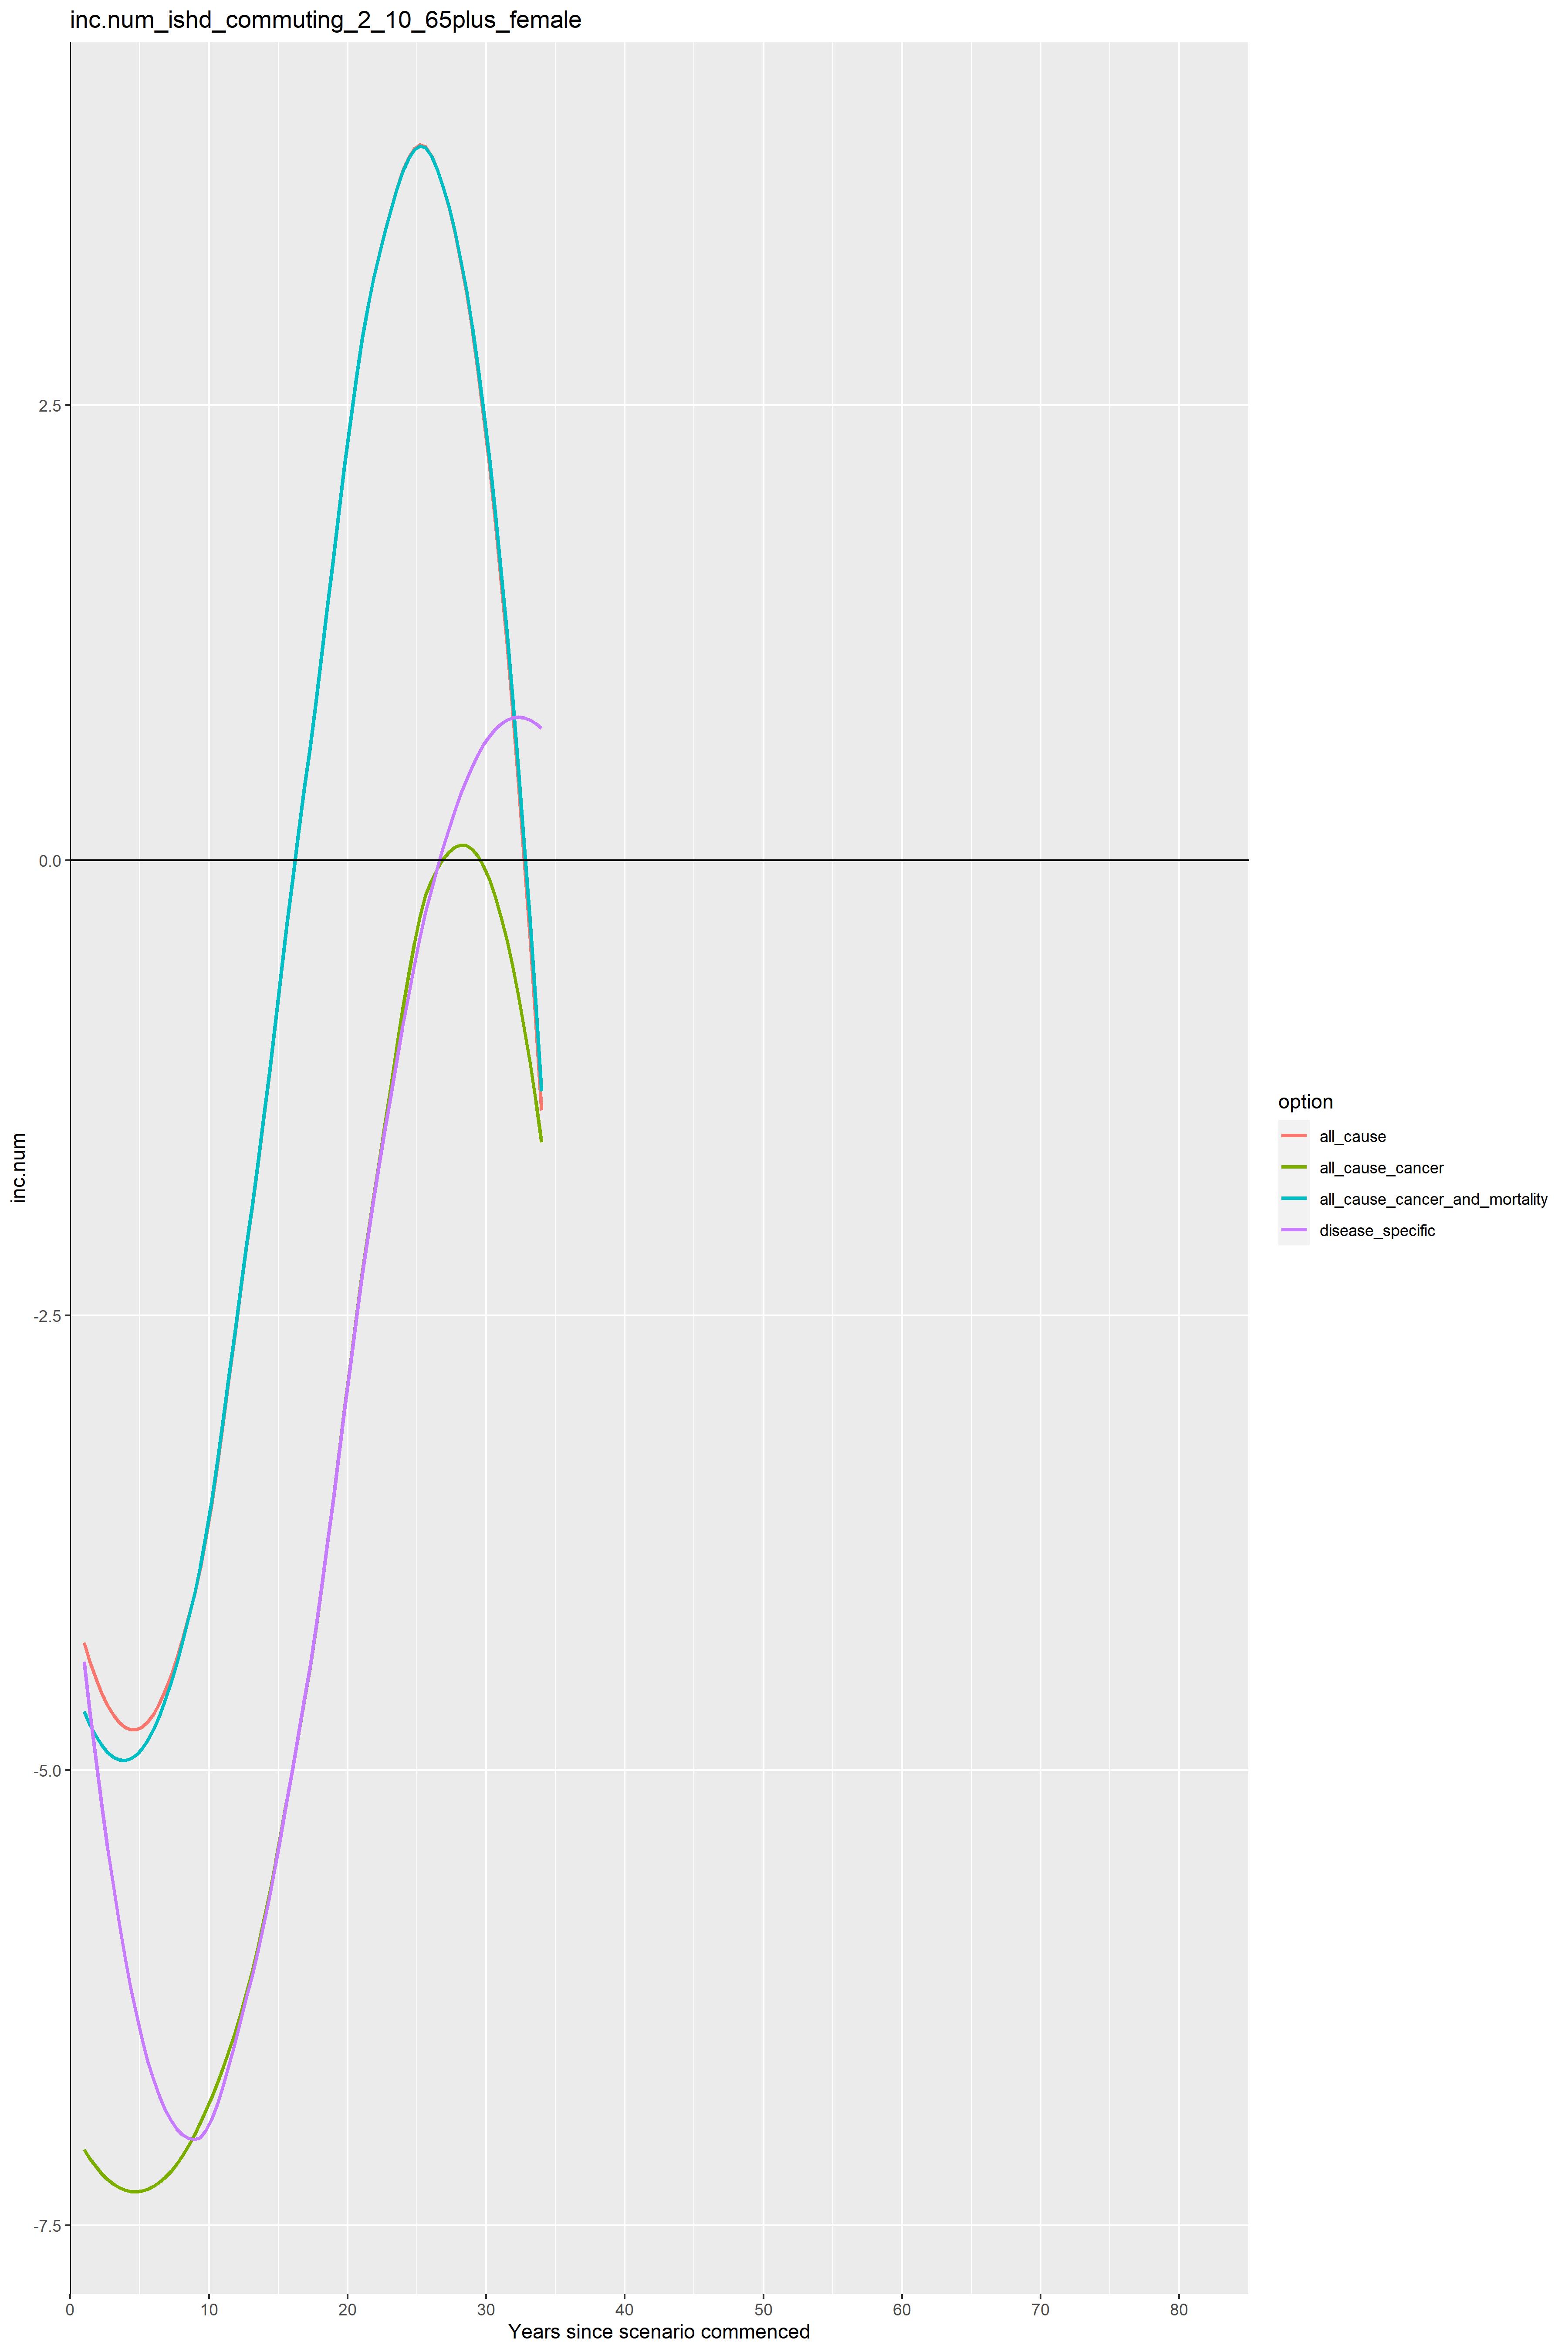 inc.num_ishd_commuting_2_10_65plus_female
inc.num
2.5
0.0
-2.5
-5.0
-7.5
0 10 20 30 40 50 60 70 80
Years since scenario commenced
option
all_cause
all_cause_cancer
all_cause_cancer_and_mortality
disease_specific